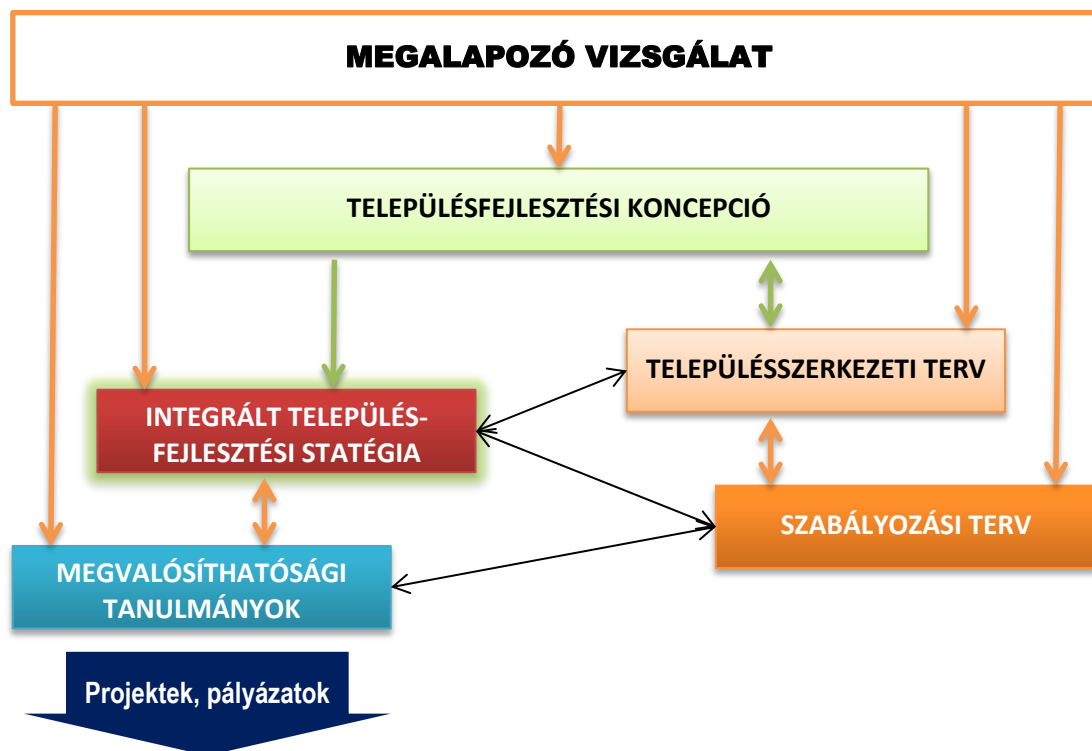 MEGALAPOZÓ VIZSGÁLAT
TELEPÜLÉSFEJLESZTÉSI KONCEPCIÓ
TELEPÜLÉSSZERKEZETI TERV
INTEGRÁLT TELEPÜLÉS-
FEJLESZTÉSI STATÉGIA
SZABÁLYOZÁSI TERV
MEGVALÓSÍTHATÓSÁGI
TANULMÁNYOK
Projektek, pályázatok